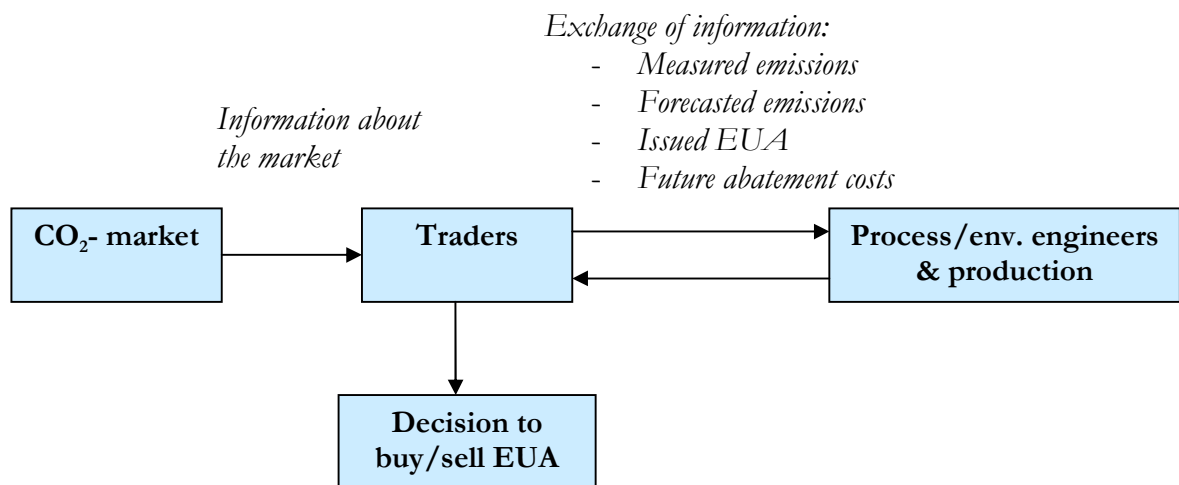 Exchange of information:
- Measured emissions
- Forecasted emissions
- Issued EUA
- Future abatement costs
Information about
the market
CO₂- market
Traders
Process/env. engineers
& production
Decision to
buy/sell EUA